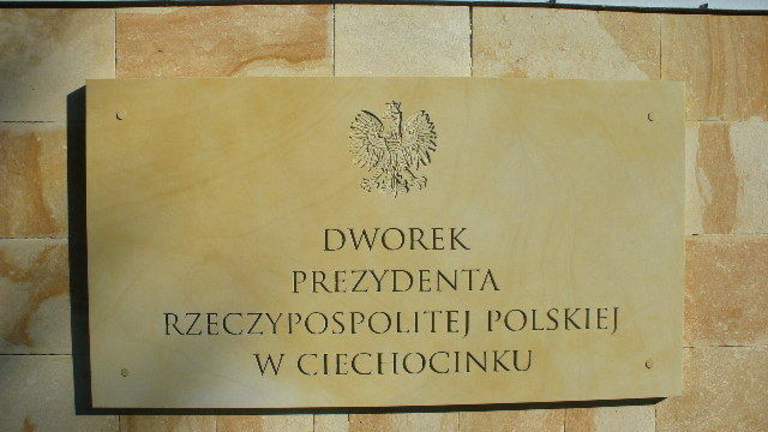 DWOREK
PREZYDENTA
RZECZYPOSPOLITEJ POLSKIEJ
W CIECHOCINKU